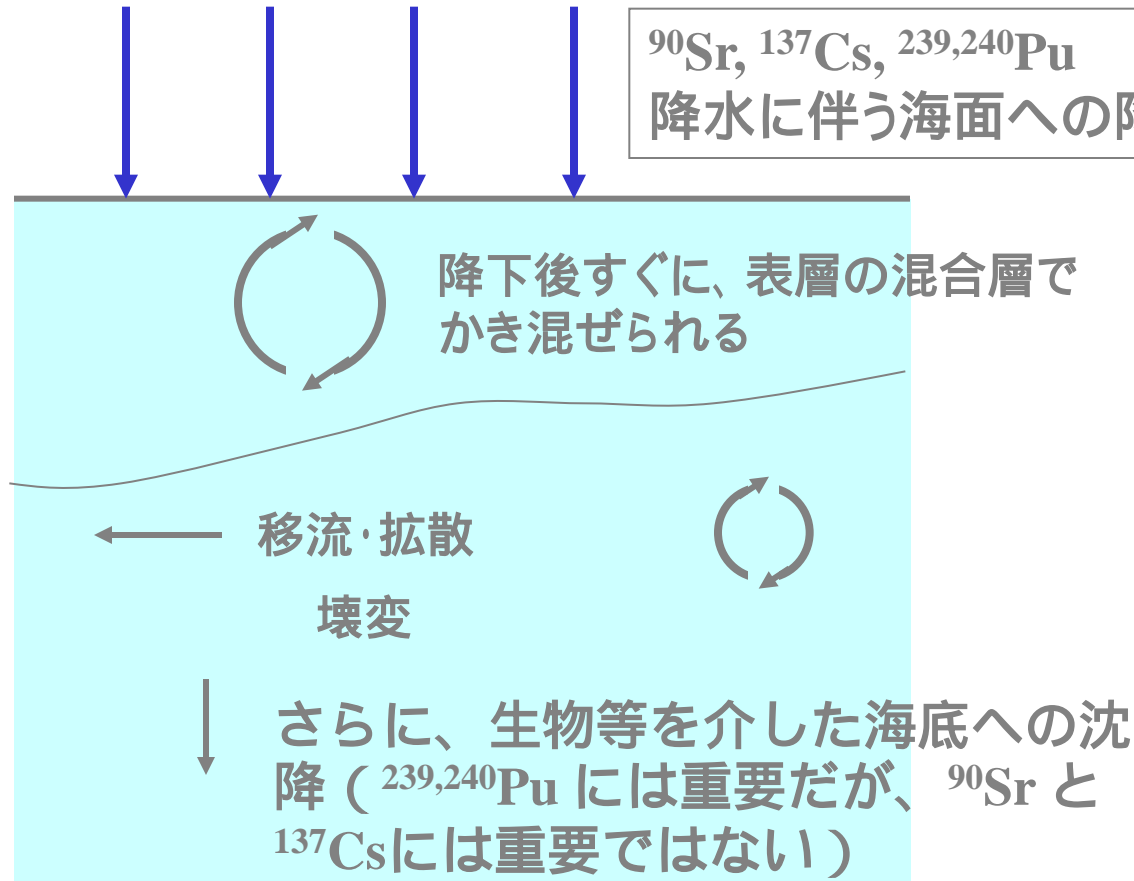 ⁹⁰Sr, ¹³⁷Cs, ²³⁹,²⁴⁰Pu
降水に伴う海面への降
降下後すぐに、表層の混合層で
かき混ぜられる
移流・拡散
壊変
さらに、生物等を介した海底への沈
降（²³⁹,²⁴⁰Pu には重要だが、⁹⁰Sr と
¹³⁷Csには重要ではない）